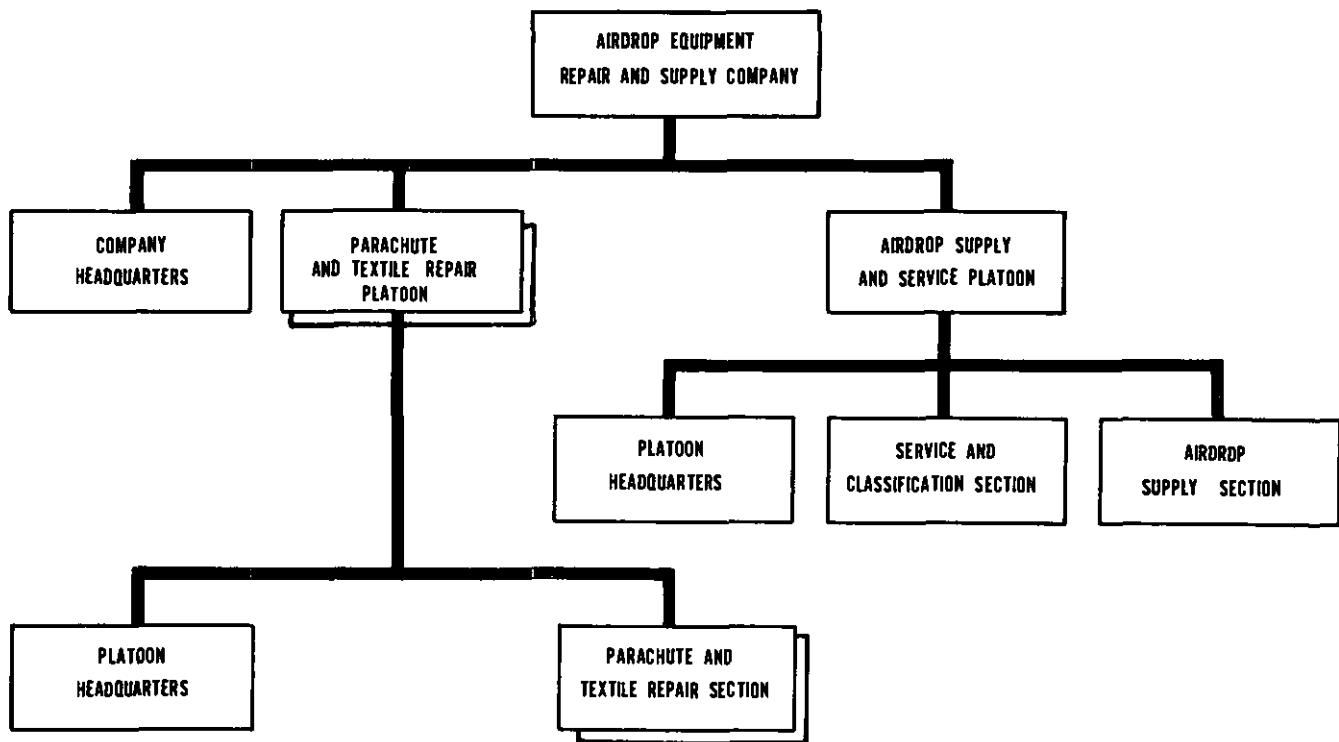 AIRDROP EQUIPMENT
REPAIR AND SUPPLY COMPANY
COMPANY
HEADQUARTERS
PARACHUTE
AND TEXTILE REPAIR
PLATOON
AIRDROP SUPPLY
AND SERVICE PLATOON
PLATOON
HEADQUARTERS
SERVICE AND
CLASSIFICATION SECTION
AIRDROP
SUPPLY SECTION
PLATOON
HEADQUARTERS
PARACHUTE AND
TEXTILE REPAIR SECTION